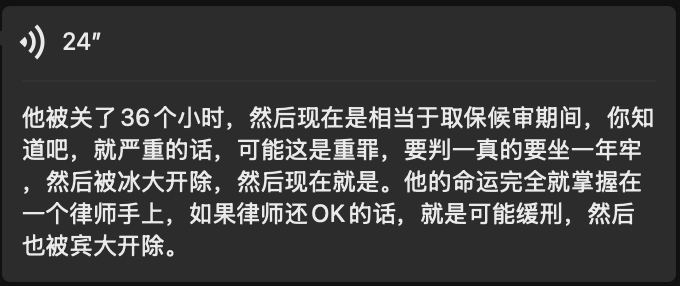 24"
他被关了36个小时，然后现在是相当于取保候审期间，你知
道吧，就严重的话，可能这是重罪，要判一真的要坐一年牢
，然后被冰大开除，然后现在就是。他的命运完全就掌握在
一个律师手上，如果律师还OK的话，就是可能缓刑，然后
也被宾大开除。